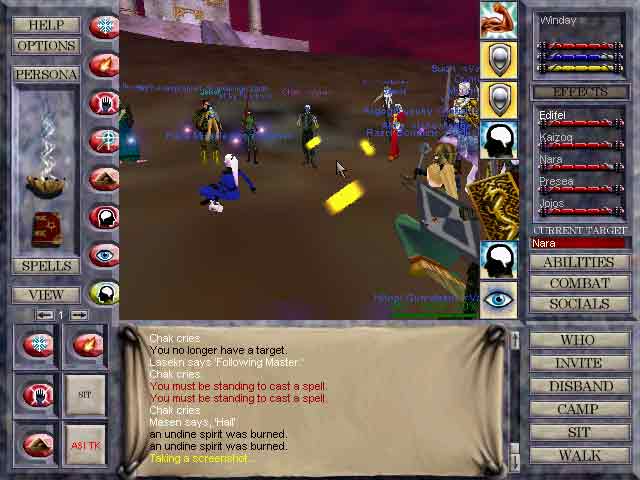 HELP
OPTIONS
PERSONA
SPELLS
VIEW
1
SIT
ASI TK
Winday
EFFECTS
Edifel
Kaizog
Nara
Presea
Jojos
CURRENT TARGET
Nara
ABILITIES
COMBAT
SOCIALS
WHO
INVITE
DISBAND
CAMP
SIT
WALK
Chak cries
You no longer have a target.
Lasekn says 'Following Master.'
Chak cries
You must be standing to cast a spell.
You must be standing to cast a spell.
Chak cries
Masen says, 'Hail'
an undine spirit was burned.
an undine spirit was burned.
Taking a screenshot...